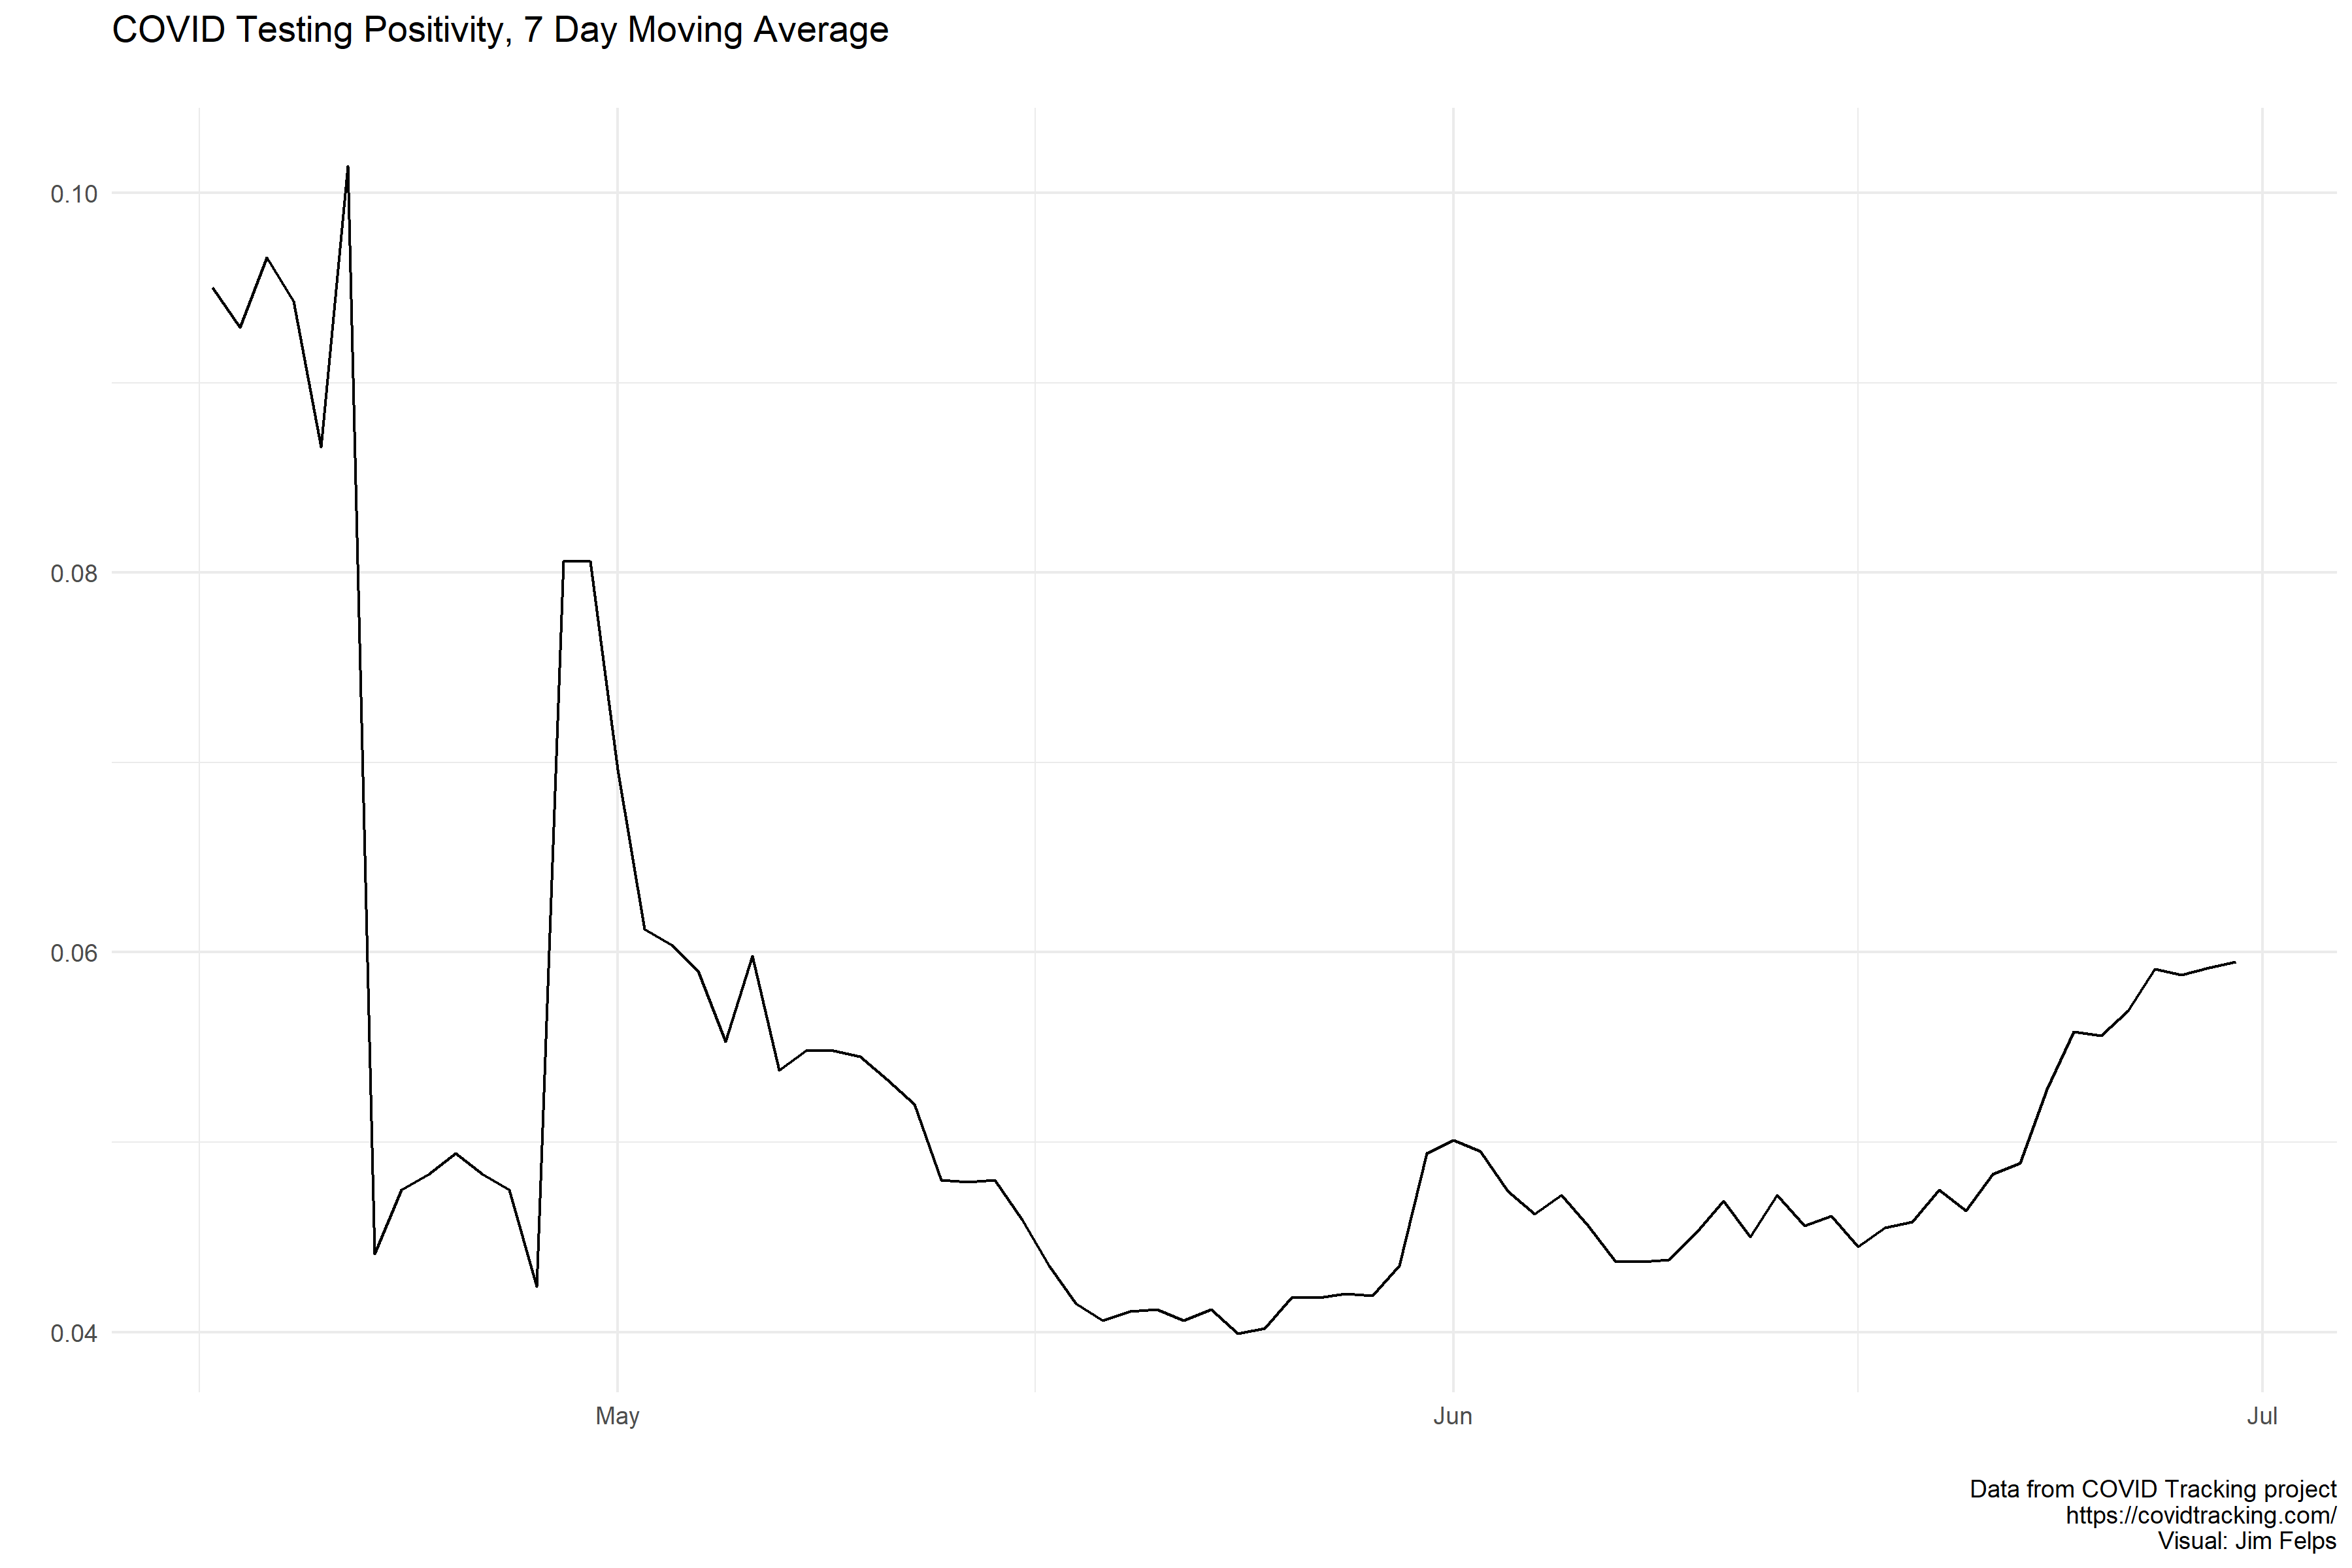 COVID Testing Positivity, 7 Day Moving Average
0.10
0.08
0.06
0.04
May
Jun
Jul
Data from COVID Tracking project
https://covidtracking.com/
Visual: Jim Felps